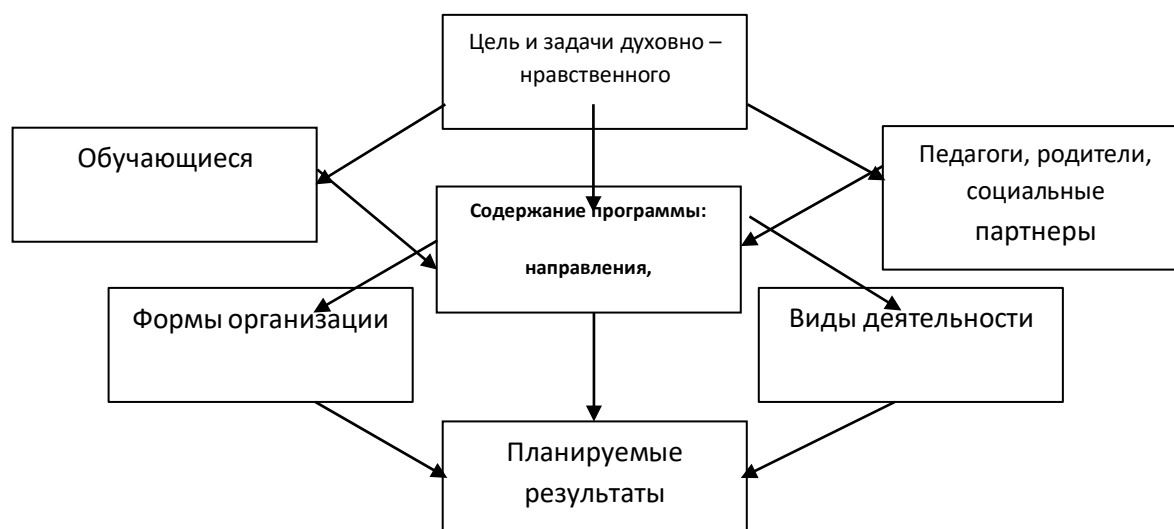 Цель и задачи духовно –
нравственного
Обучающиеся
Педагоги, родители,
социальные
партнеры
Содержание программы:
направления,
Формы организации
Виды деятельности
Планируемые
результаты